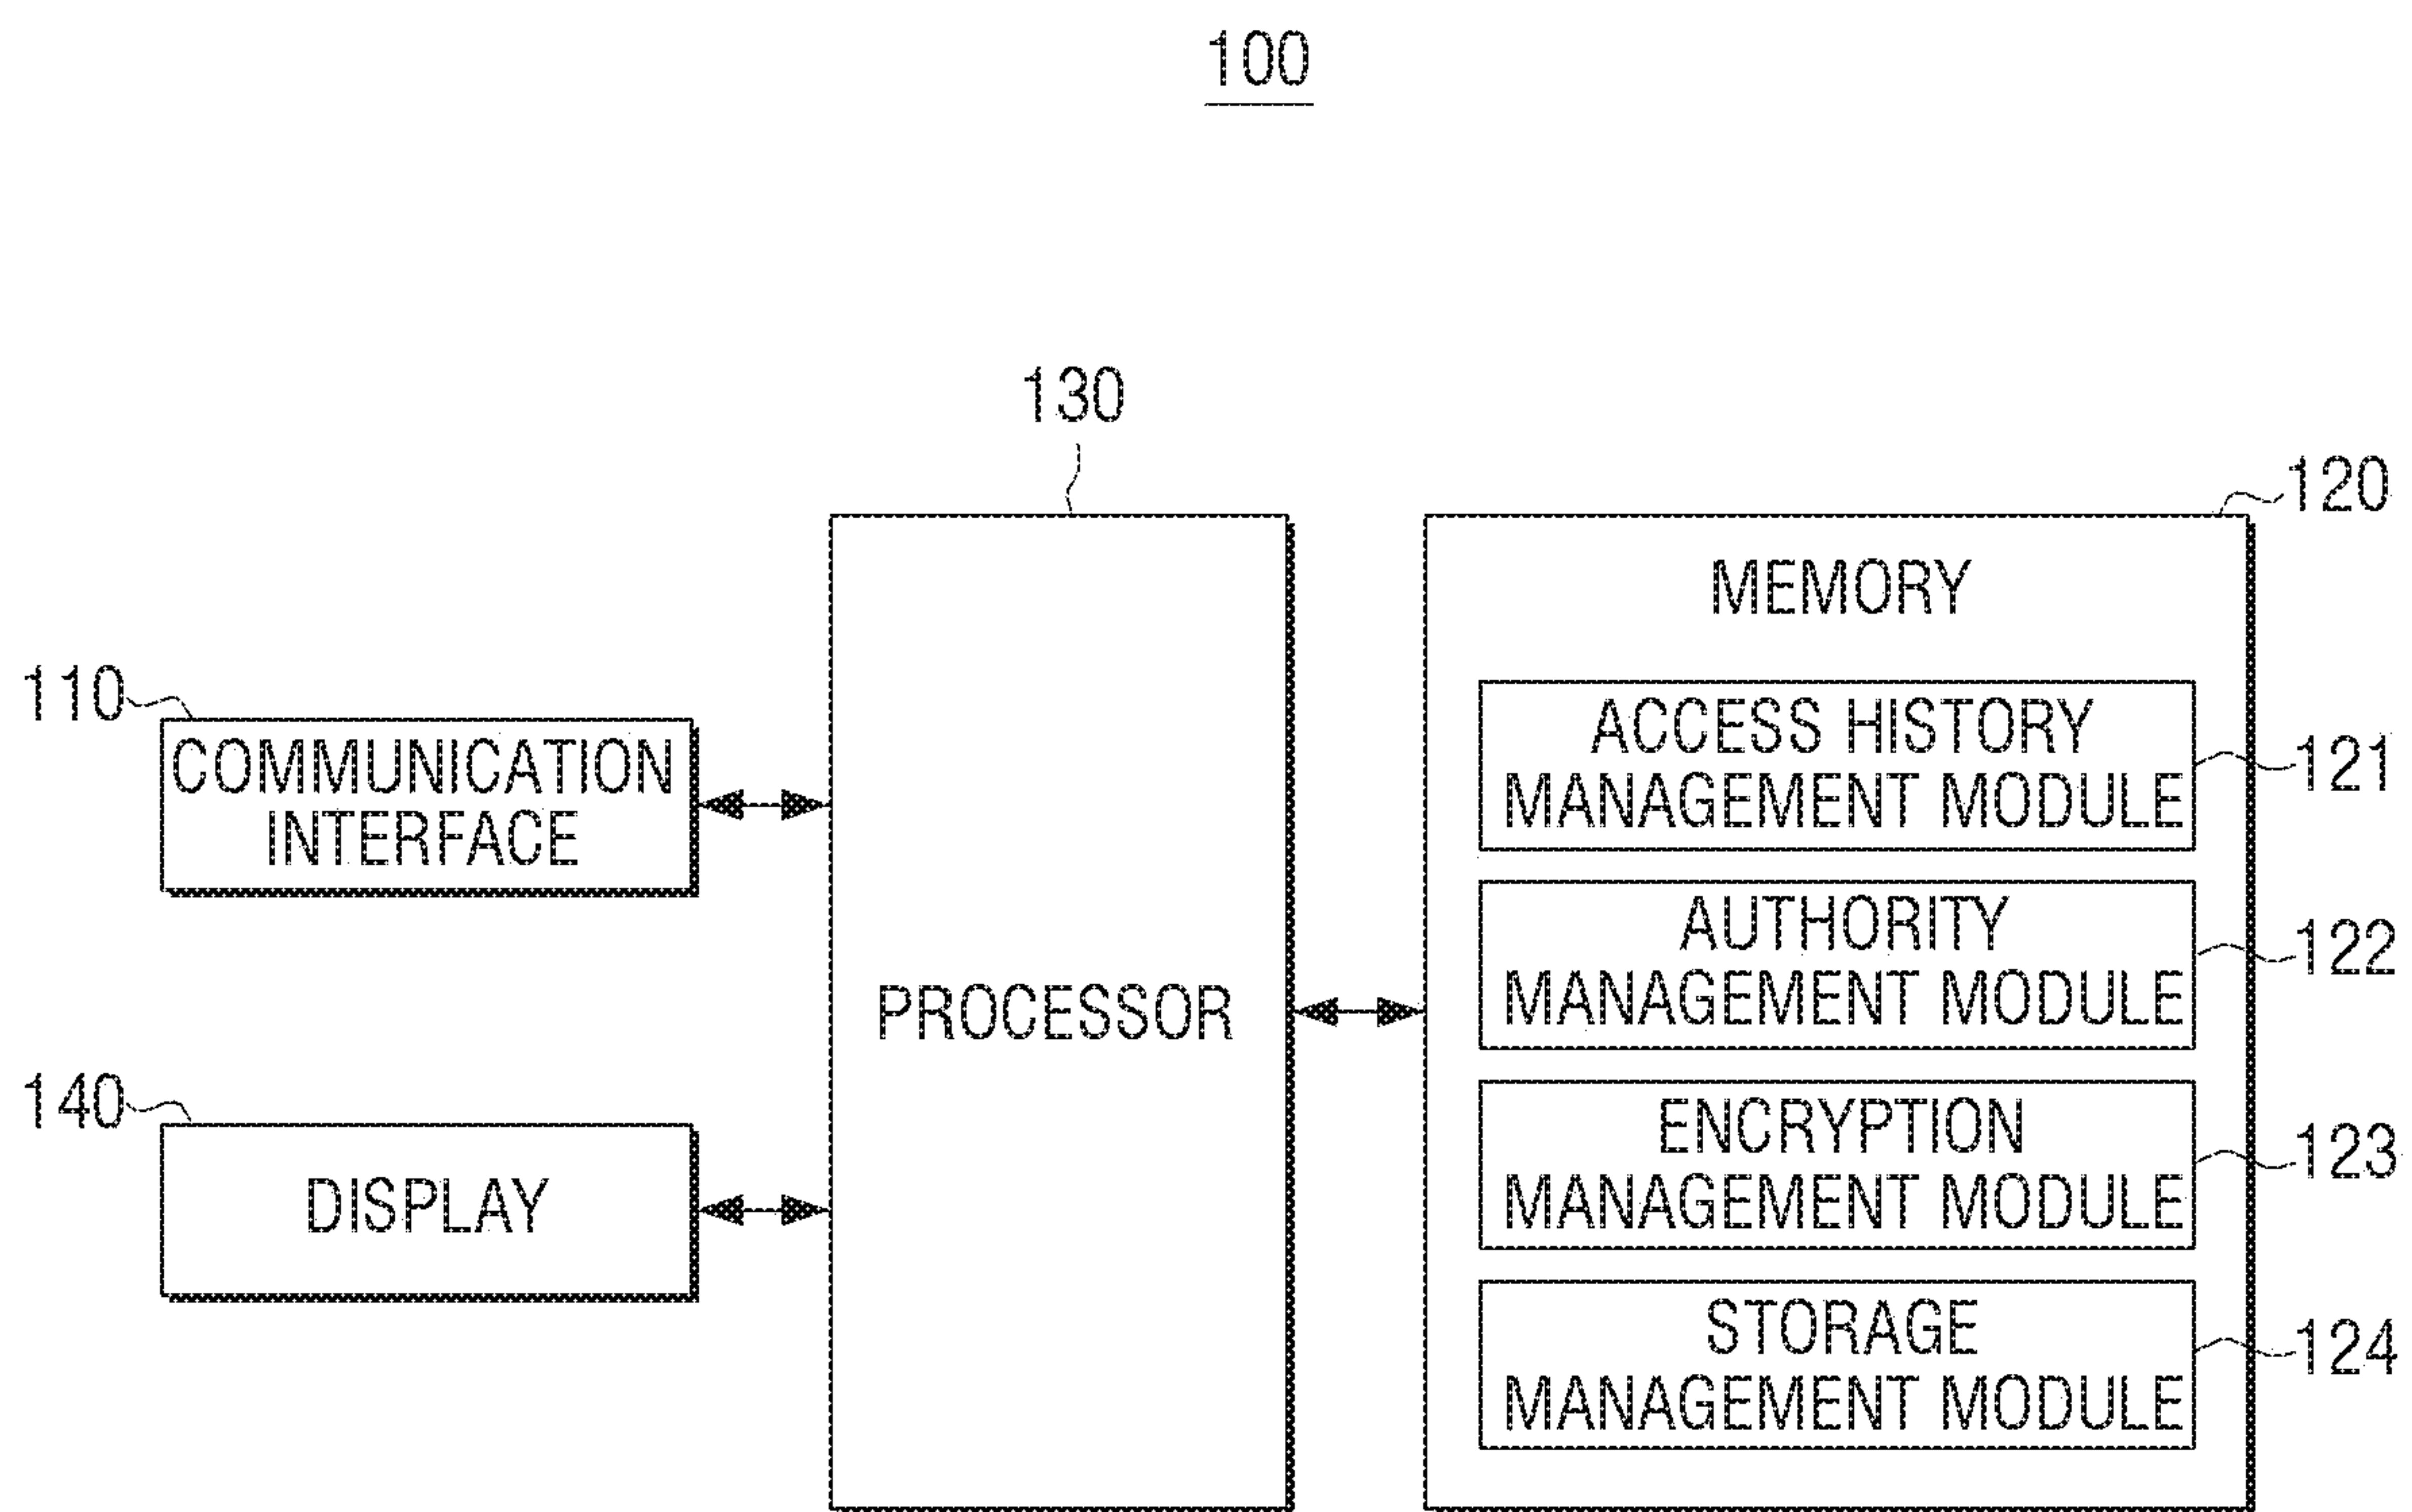 100
130
120
MEMORY
110
COMMUNICATION
INTERFACE
ACCESS HISTORY
MANAGEMENT MODULE
121
AUTHORITY
MANAGEMENT MODULE
122
PROCESSOR
140
DISPLAY
ENCRYPTION
MANAGEMENT MODULE
123
STORAGE
MANAGEMENT MODULE
124